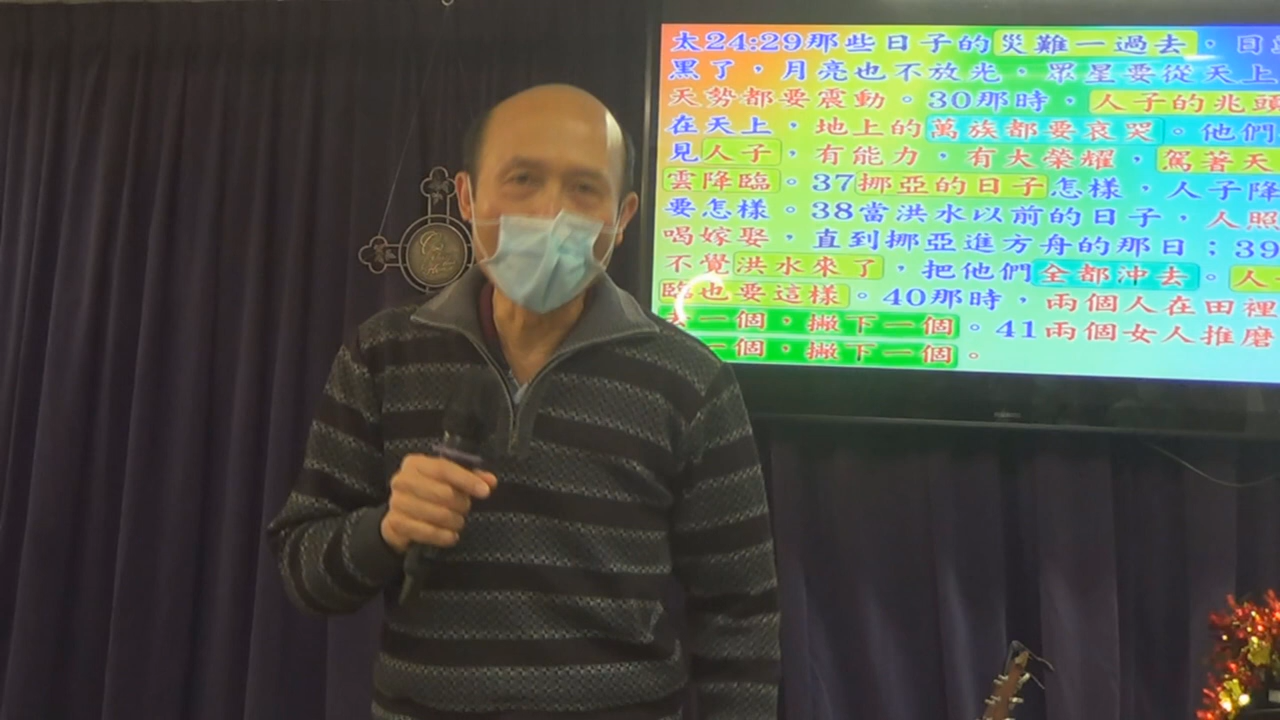 太24:29那些日子的災難一過去，日
黑了，月亮也不放光，眾星要從天上
天勢都要震動。30那時，人子的兆頭
在天上，地上的萬族都要哀哭。他們
見人子，有能力，有大榮耀，駕著天
雲降臨。37挪亞的日子怎樣，人子降
要怎樣。38當洪水以前的日子，人照
喝嫁娶，直到挪亞進方舟的那日；39
不覺洪水來了，把他們全都沖去。人
臨也要這樣。40那時，兩個人在田裡
去一個，撇下一個。41兩個女人推磨
一個，撇下一個。